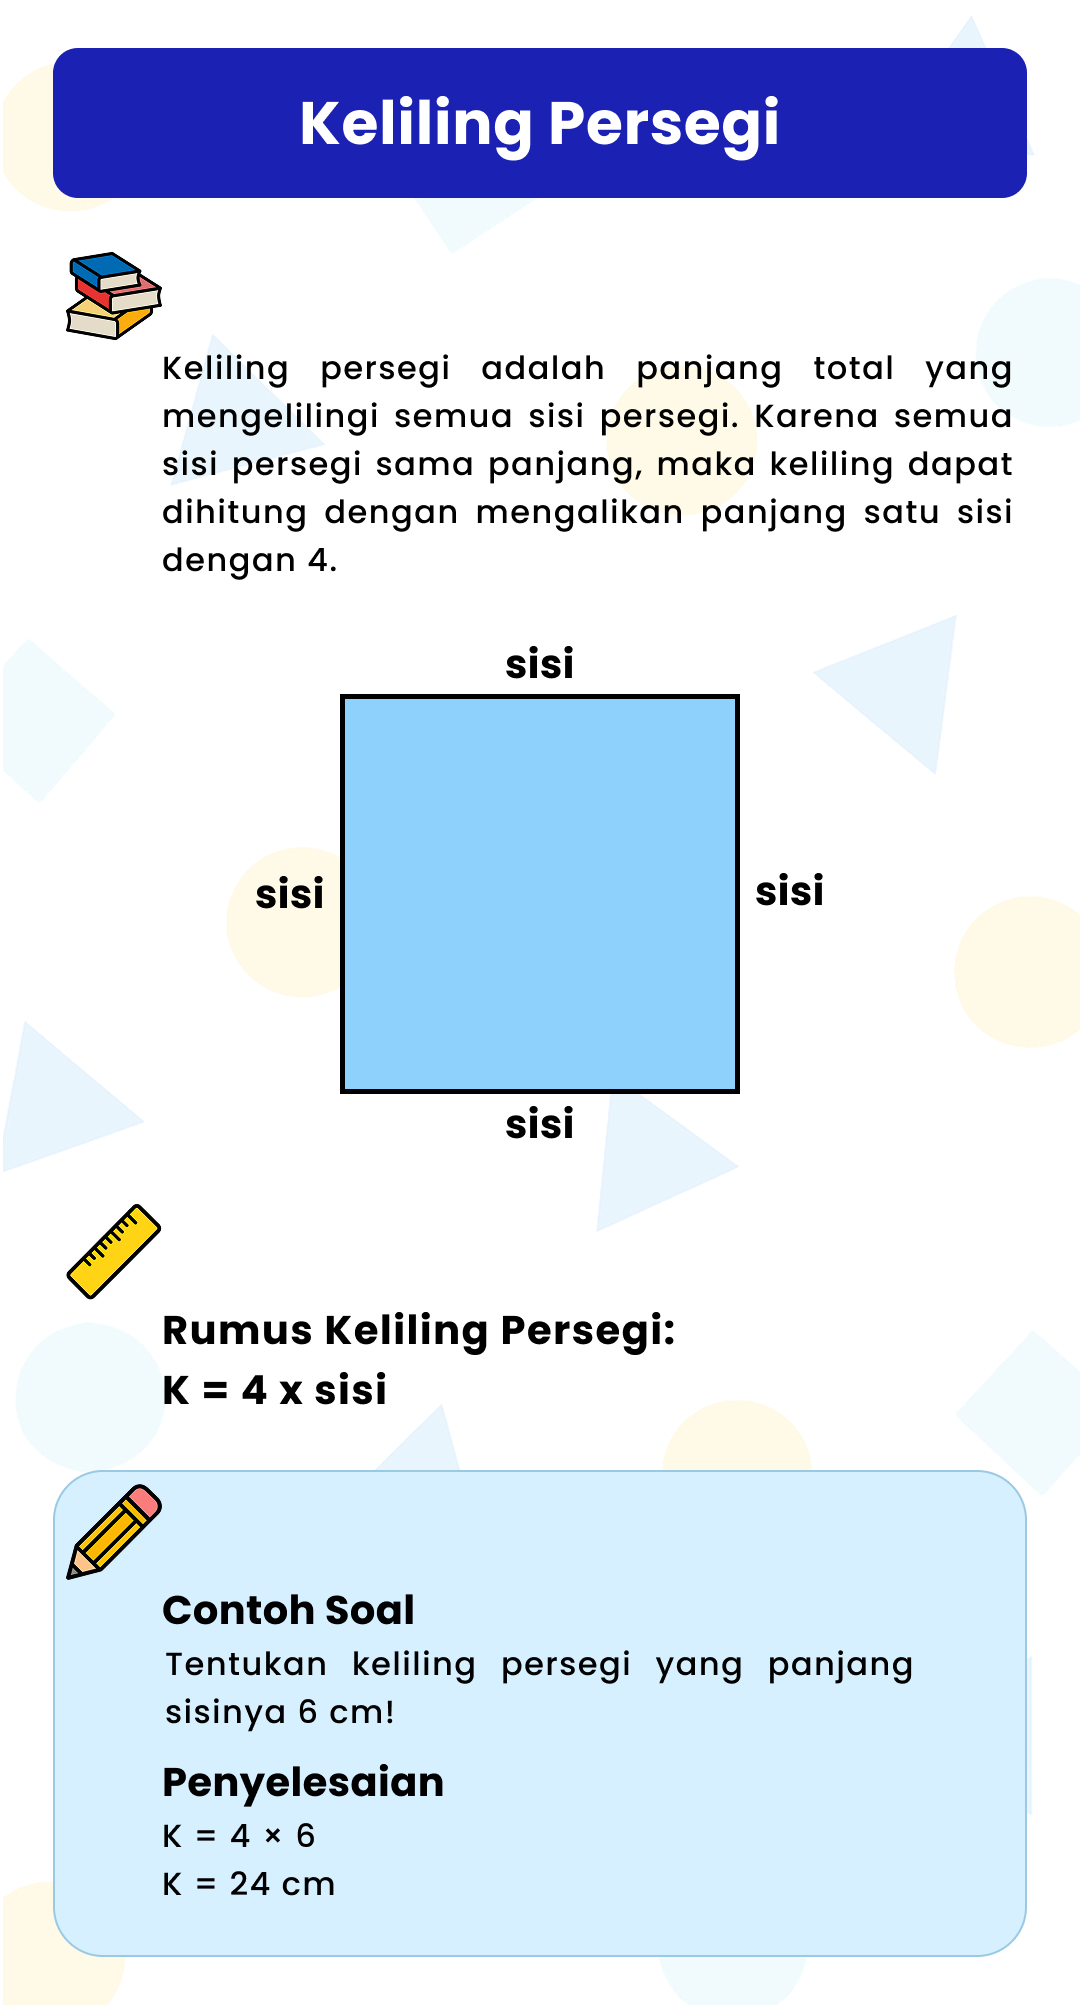 Keliling Persegi
Keliling persegi adalah panjang total yang
mengelilingi semua sisi persegi. Karena semua
sisi persegi sama panjang, maka keliling dapat
dihitung dengan mengalikan panjang satu sisi
dengan 4.
sisi
sisi
sisi
sisi
Rumus Keliling Persegi:
K = 4 x sisi
Contoh Soal
Tentukan keliling persegi yang panjang
sisinya 6 cm!
Penyelesaian
K = 4 × 6
K = 24 cm